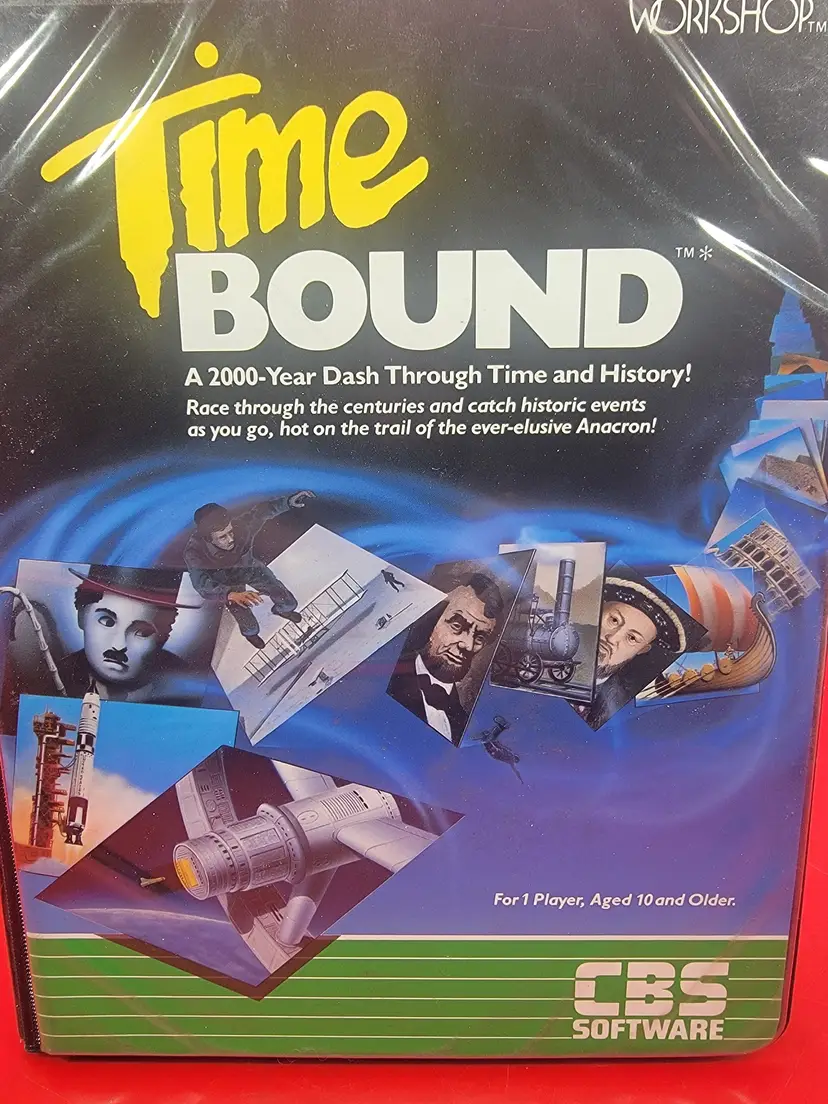 WORKSHOP™
Time
BOUND™*
A 2000-Year Dash Through Time and History!
Race through the centuries and catch historic events
as you go, hot on the trail of the ever-elusive Anacron!
For 1 Player, Aged 10 and Older.
CBS
SOFTWARE